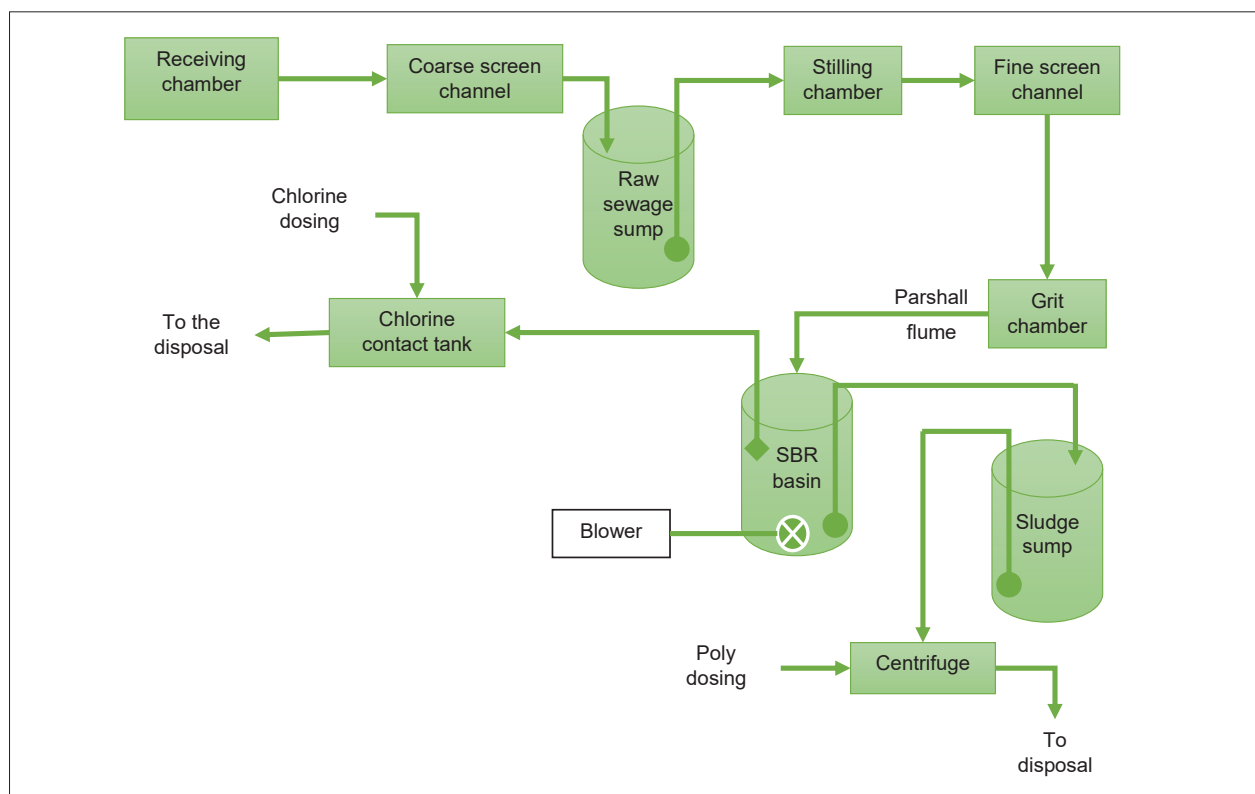 Receiving
chamber
Coarse screen
channel
Stilling
chamber
Fine screen
channel
Raw
sewage
sump
Chlorine
dosing
Parshall
flume
Grit
chamber
To the
disposal
Chlorine
contact tank
SBR
basin
Blower
Sludge
sump
Poly
dosing
Centrifuge
To
disposal